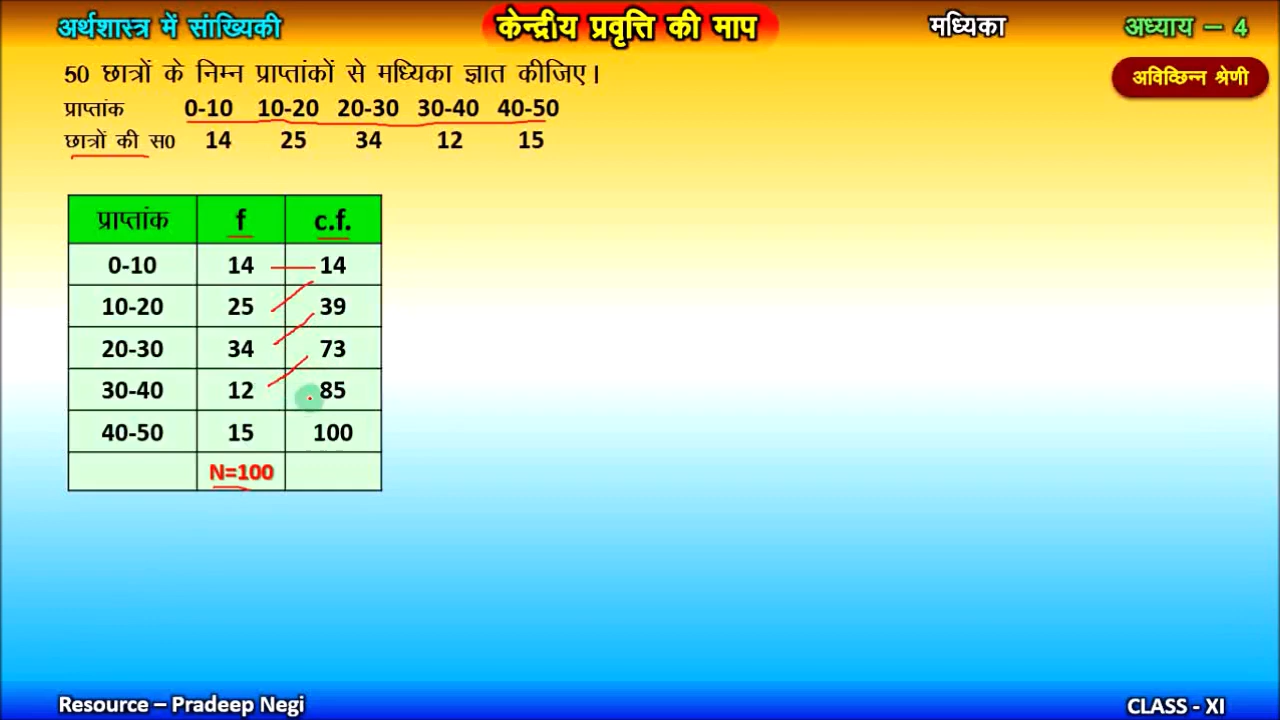 अर्थशास्त्र में सांख्यिकी
केन्द्रीय प्रवृत्ति की माप
मध्यिका
अध्याय – 4
अविच्छिन्न श्रेणी
50 छात्रों के निम्न प्राप्तांकों से मध्यिका ज्ञात कीजिए।
प्राप्तांक 0-10 10-20 20-30 30-40 40-50
छात्रों की स0 14 25 34 12 15
प्राप्तांक f c.f.
0-10 14 14
10-20 25 39
20-30 34 73
30-40 12 85
40-50 15 100
N=100
Resource – Pradeep Negi
CLASS - XI